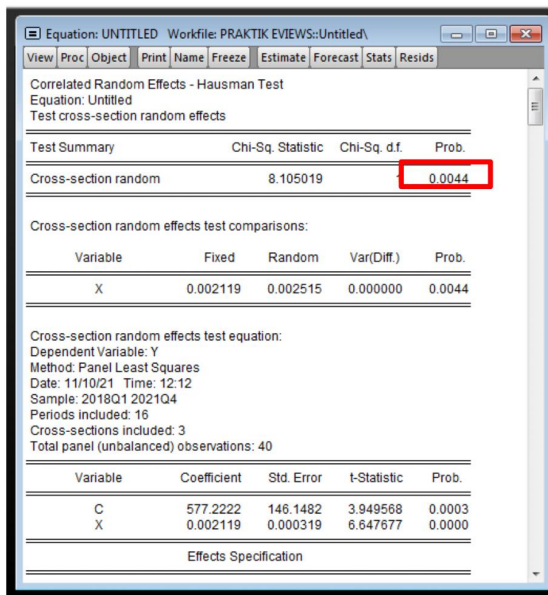 Equation: UNTITLED Workfile: PRAKTIK EVIEWS::Untitled\
View Proc Object Print Name Freeze Estimate Forecast Stats Resids
Correlated Random Effects - Hausman Test
Equation: Untitled
Test cross-section random effects
Test Summary Chi-Sq. Statistic Chi-Sq. d.f. Prob.
Cross-section random 8.105019 0.0044
Cross-section random effects test comparisons:
Variable Fixed Random Var(Diff.) Prob.
X 0.002119 0.002515 0.000000 0.0044
Cross-section random effects test equation:
Dependent Variable: Y
Method: Panel Least Squares
Date: 11/10/21 Time: 12:12
Sample: 2018Q1 2021Q4
Periods included: 16
Cross-sections included: 3
Total panel (unbalanced) observations: 40
Variable Coefficient Std. Error t-Statistic Prob.
C 577.2222 146.1482 3.949568 0.0003
X 0.002119 0.000319 6.647677 0.0000
Effects Specification